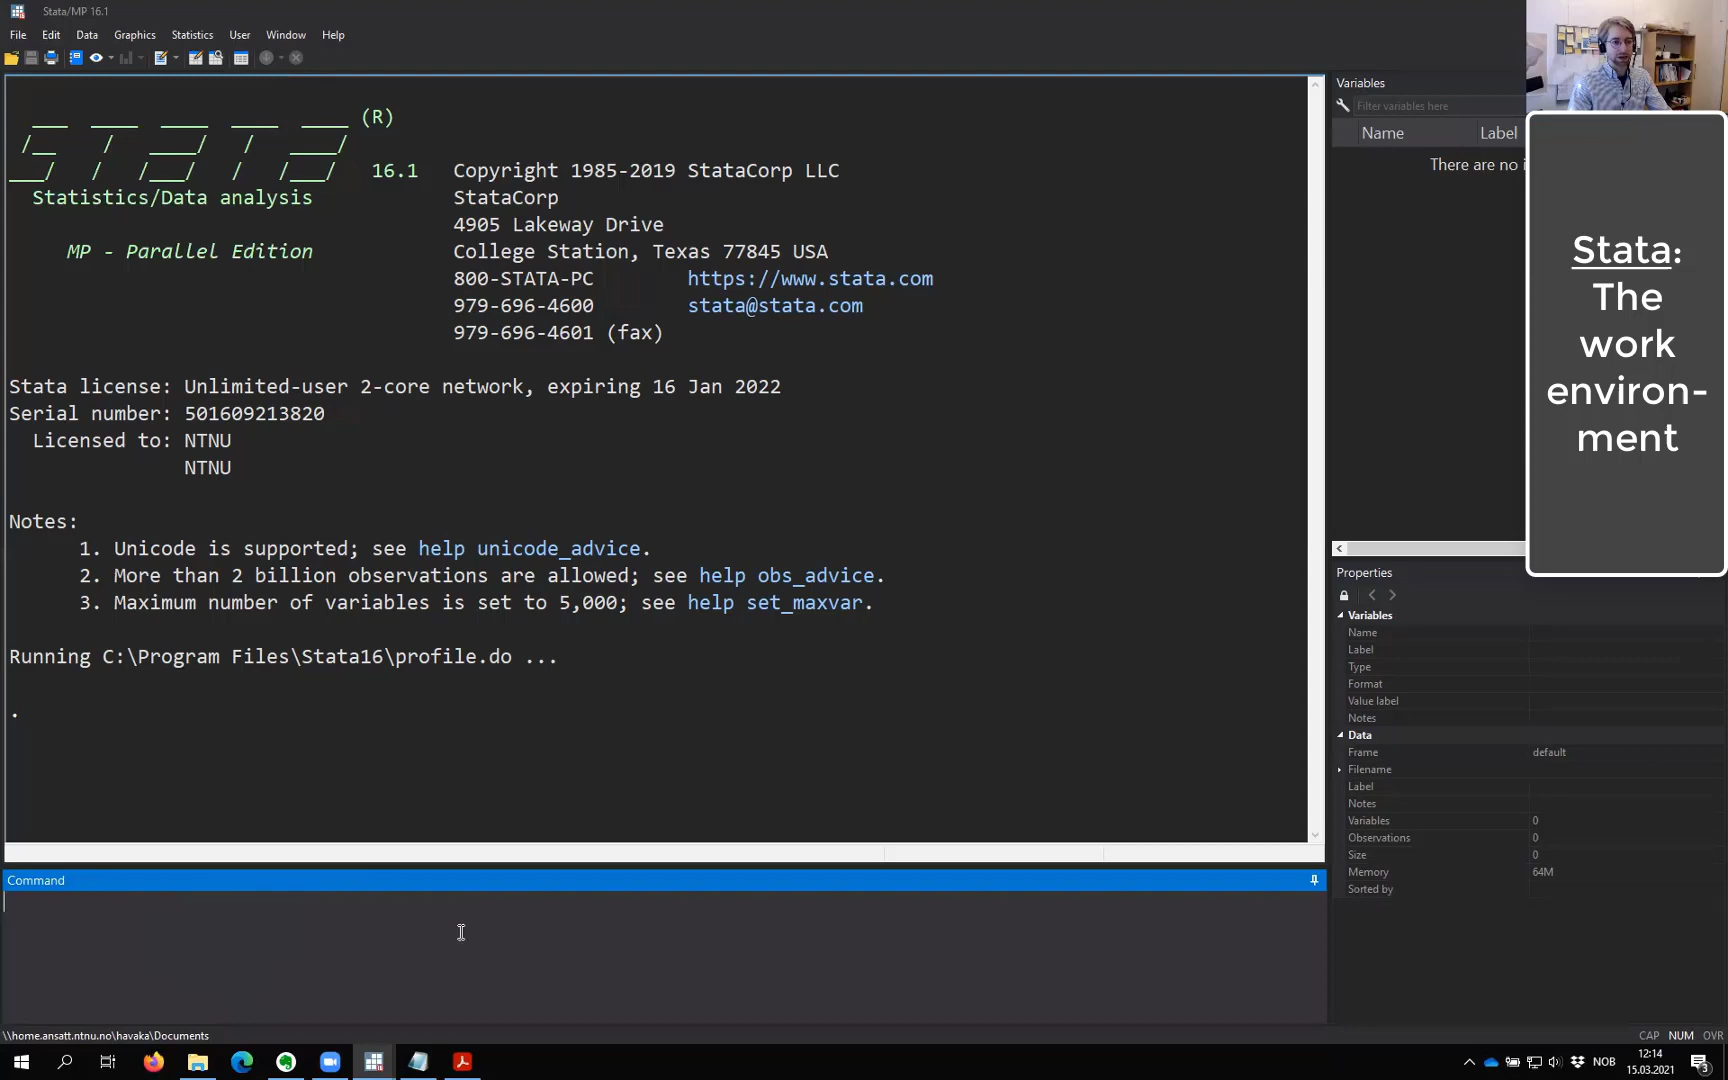 Stata/MP 16.1
File Edit Data Graphics Statistics User Window Help
(R)
16.1 Copyright 1985-2019 StataCorp LLC
Statistics/Data analysis StataCorp
4905 Lakeway Drive
MP - Parallel Edition College Station, Texas 77845 USA
800-STATA-PC https://www.stata.com
979-696-4600 stata@stata.com
979-696-4601 (fax)
Stata license: Unlimited-user 2-core network, expiring 16 Jan 2022
Serial number: 501609213820
Licensed to: NTNU
NTNU
Notes:
1. Unicode is supported; see help unicode_advice.
2. More than 2 billion observations are allowed; see help obs_advice.
3. Maximum number of variables is set to 5,000; see help set_maxvar.
Running C:\Program Files\Stata16\profile.do ...
.
Command
\\home.ansatt.ntnu.no\havaka\Documents
Variables
Filter variables here
Name Label
There are no i
Stata:
The
work
environ-
ment
Properties
Variables
Name
Label
Type
Format
Value label
Notes
Data
Frame default
Filename
Label
Notes
Variables 0
Observations 0
Size 0
Memory 64M
Sorted by
CAP NUM OVR
NOB
12:14
15.03.2021
3